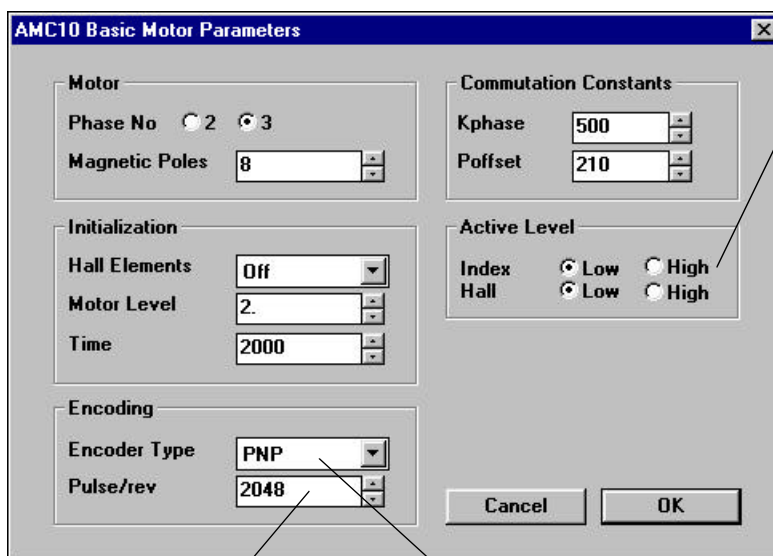 AMC10 Basic Motor Parameters
Motor
Phase No 2 3
Magnetic Poles 8
Initialization
Hall Elements Off
Motor Level 2.
Time 2000
Encoding
Encoder Type PNP
Pulse/rev 2048
Commutation Constants
Kphase 500
Poffset 210
Active Level
Index Low High
Hall Low High
Cancel OK